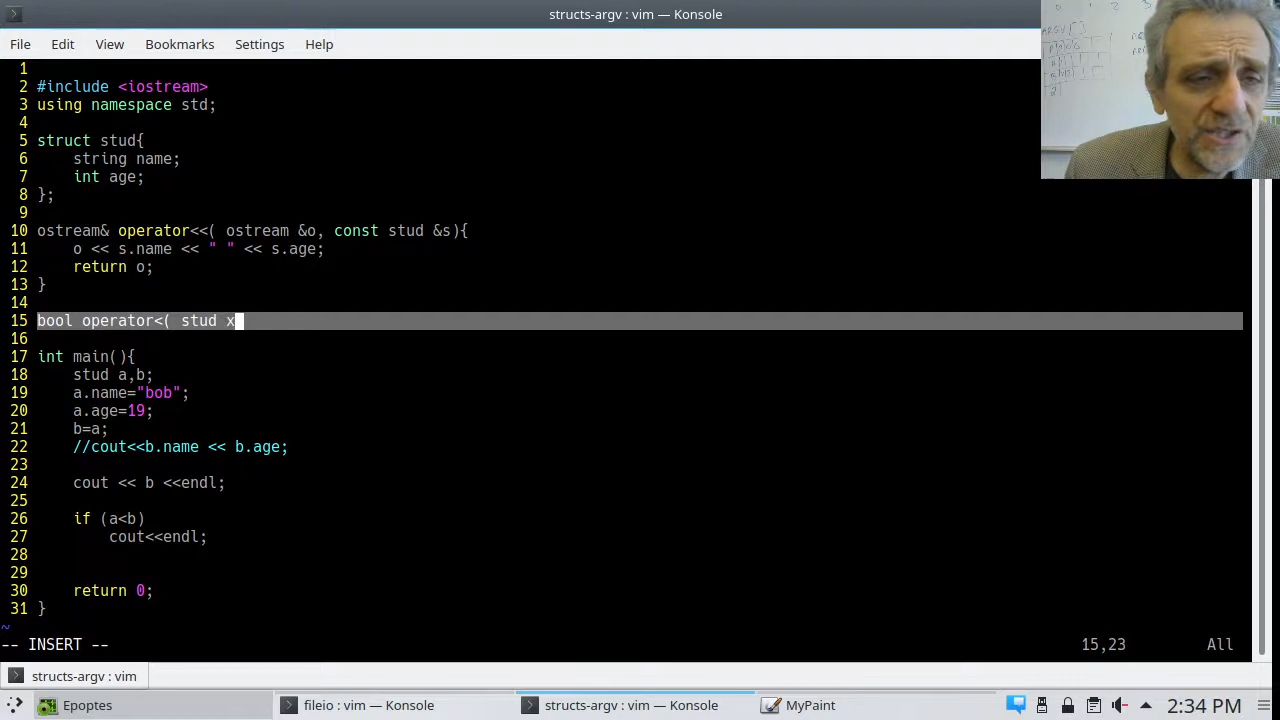 structs-argv : vim — Konsole
File Edit View Bookmarks Settings Help
1
2 #include <iostream>
3 using namespace std;
4
5 struct stud{
6     string name;
7     int age;
8 };
9
10 ostream& operator<<( ostream &o, const stud &s){
11     o << s.name << " " << s.age;
12     return o;
13 }
14
15 bool operator<( stud x
16
17 int main(){
18     stud a,b;
19     a.name="bob";
20     a.age=19;
21     b=a;
22     //cout<<b.name << b.age;
23
24     cout << b <<endl;
25
26     if (a<b)
27         cout<<endl;
28
29
30     return 0;
31 }
~
-- INSERT -- 15,23 All
structs-argv : vim
Epoptes fileio : vim — Konsole structs-argv : vim — Konsole MyPaint 2:34 PM